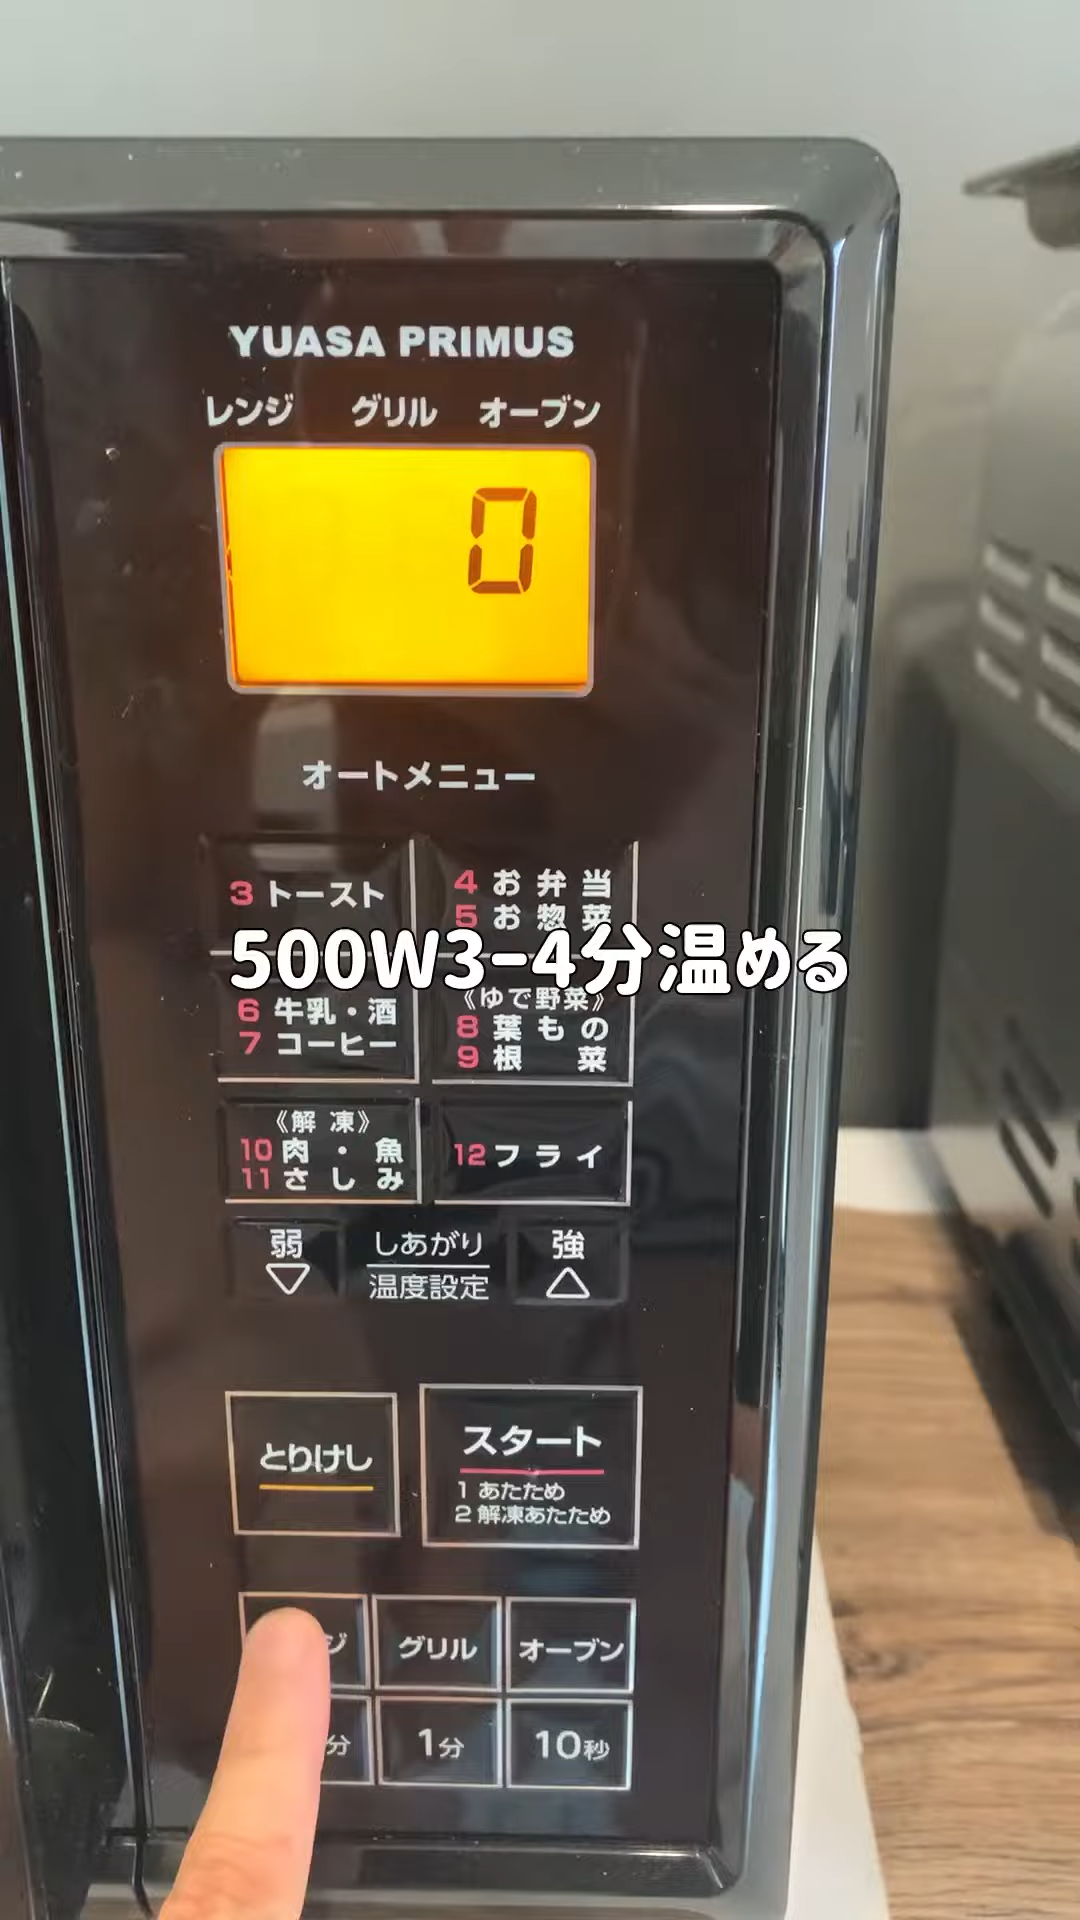 YUASA PRIMUS
レンジ グリル オーブン
0
オートメニュー
3 トースト
4 お弁当
5 お惣菜
500W3-4分温める
6 牛乳・酒
7 コーヒー
《ゆで野菜》
8 葉もの
9 根菜
《解凍》
10 肉・魚
11 さしみ
12 フライ
弱 しあがり 強
温度設定
とりけし
スタート
1 あたため
2 解凍あたため
ジ グリル オーブン
分 1分 10秒